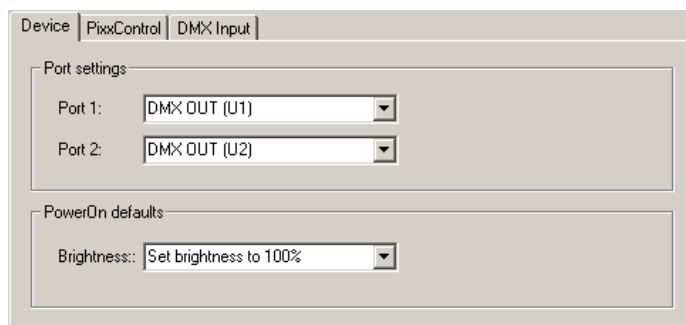 Device PixxControl DMX Input
Port settings
Port 1: DMX OUT (U1)
Port 2: DMX OUT (U2)
PowerOn defaults
Brightness:: Set brightness to 100%